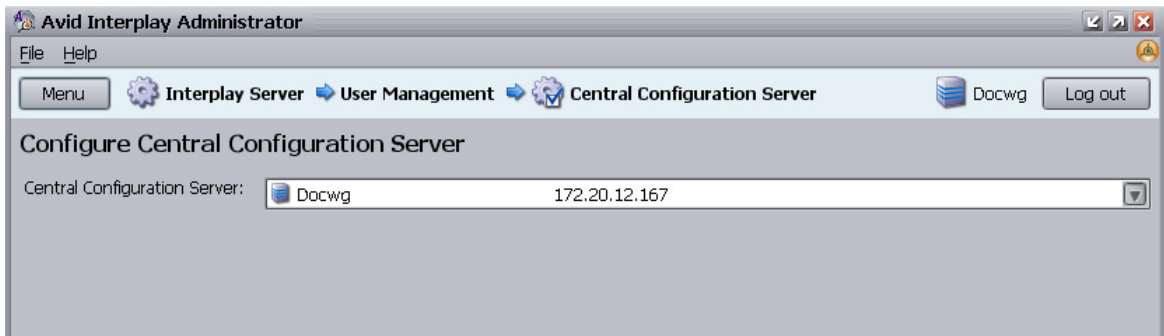 Avid Interplay Administrator
File Help
Menu Interplay Server User Management Central Configuration Server Docwg Log out
Configure Central Configuration Server
Central Configuration Server: Docwg 172.20.12.167